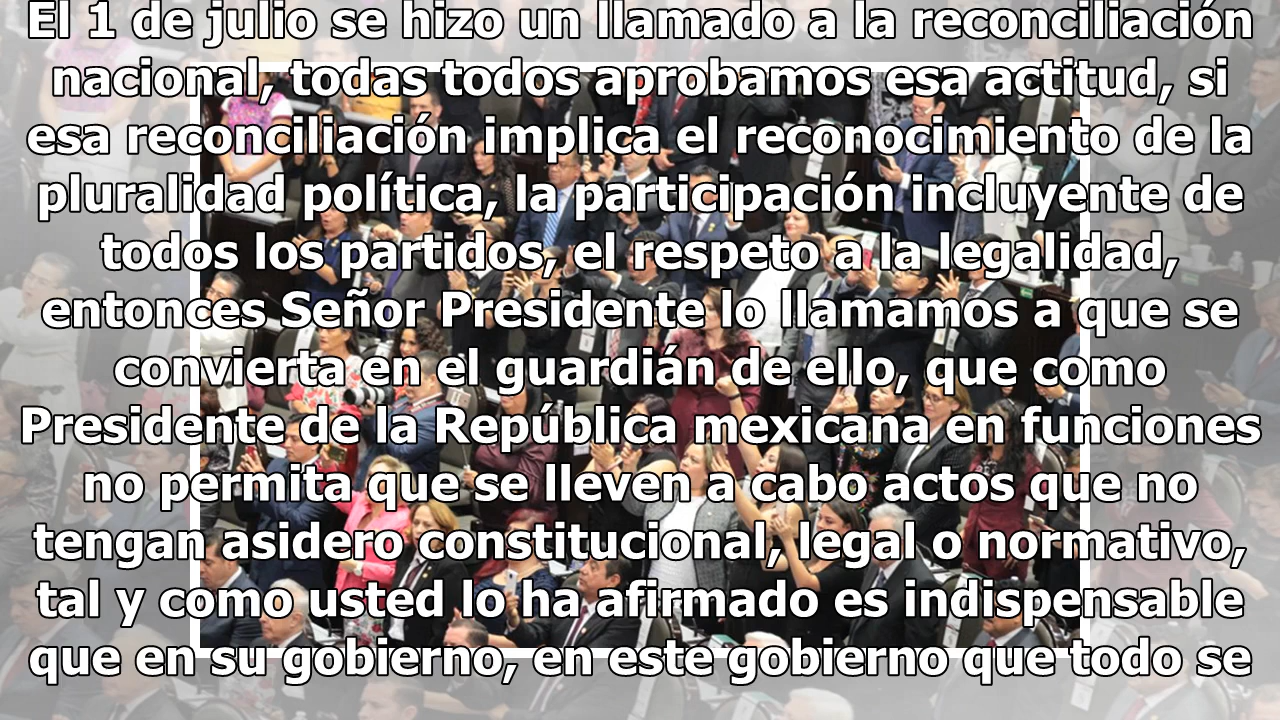 El 1 de julio se hizo un llamado a la reconciliación
nacional, todas todos aprobamos esa actitud, si
esa reconciliación implica el reconocimiento de la
pluralidad política, la participación incluyente de
todos los partidos, el respeto a la legalidad,
entonces Señor Presidente lo llamamos a que se
convierta en el guardián de ello, que como
Presidente de la República mexicana en funciones
no permita que se lleven a cabo actos que no
tengan asidero constitucional, legal o normativo,
tal y como usted lo ha afirmado es indispensable
que en su gobierno, en este gobierno que todo se